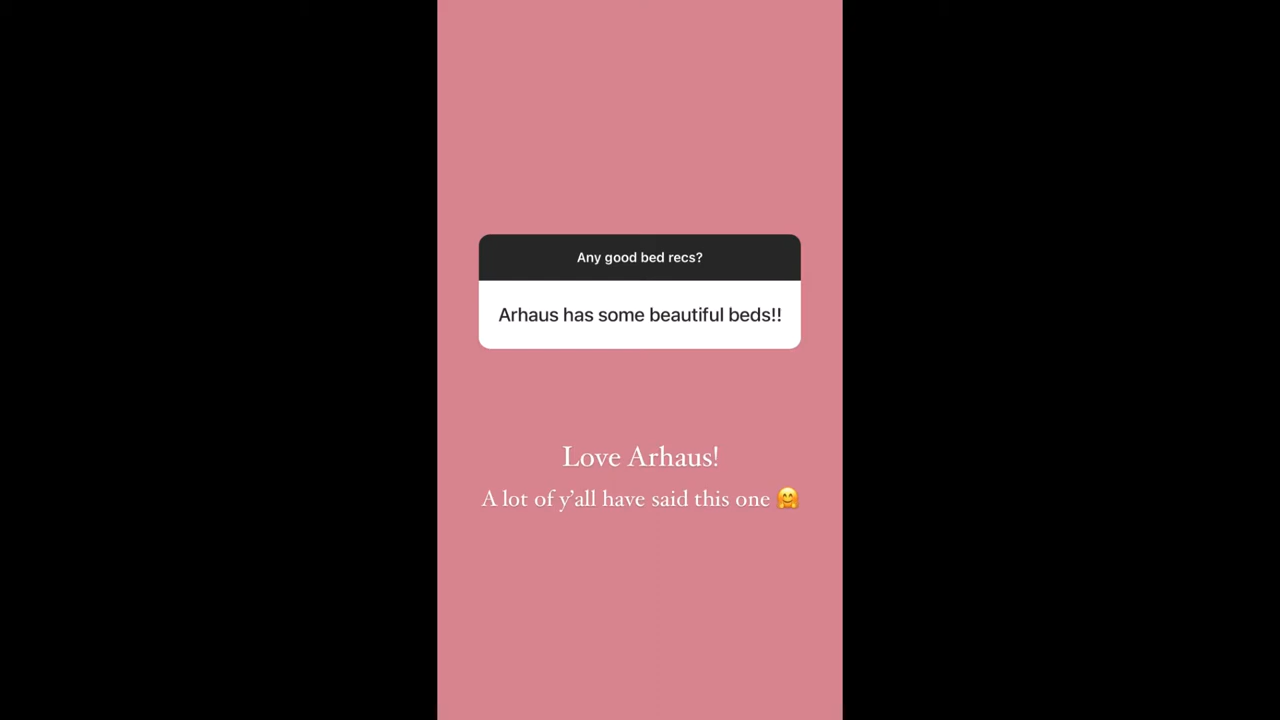 Any good bed recs?
Arhaus has some beautiful beds!!
Love Arhaus!
A lot of y’all have said this one 🤗